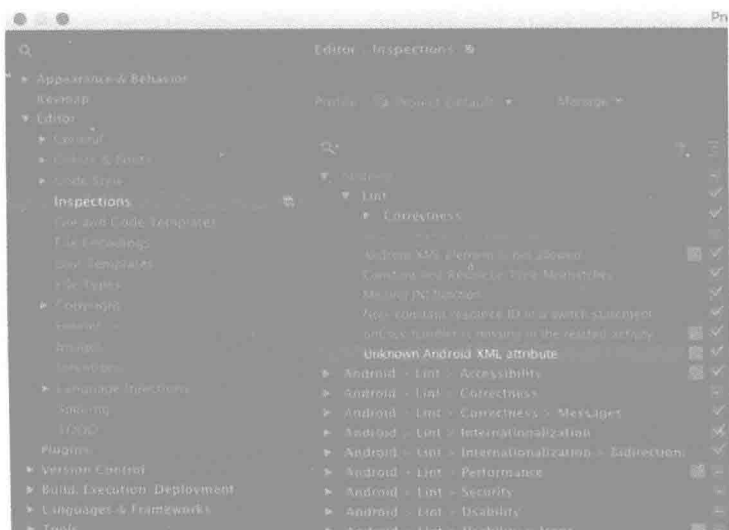 Pr
Editor Inspections
Appearance & Behavior
Keymap
Editor
General
Colors & Fonts
Code Style
Inspections
File and Code Templates
File Encodings
Live Templates
File Types
Copyright
Emmet
Images
Intentions
Language Injections
Spelling
TODO
Plugins
Version Control
Build, Execution, Deployment
Languages & Frameworks
Tools
Profile: Project Default Manage
Android
Lint
Correctness
Android XML element is not allowed
Constant and Resource Type Mismatches
Missing JNI function
Non-constant resource ID in a switch statement
onClick handler is missing in the related activity
Unknown Android XML attribute
Android > Lint > Accessibility
Android > Lint > Correctness
Android > Lint > Correctness > Messages
Android > Lint > Internationalization
Android > Lint > Internationalization > Bidirection
Android > Lint > Performance
Android > Lint > Security
Android > Lint > Usability